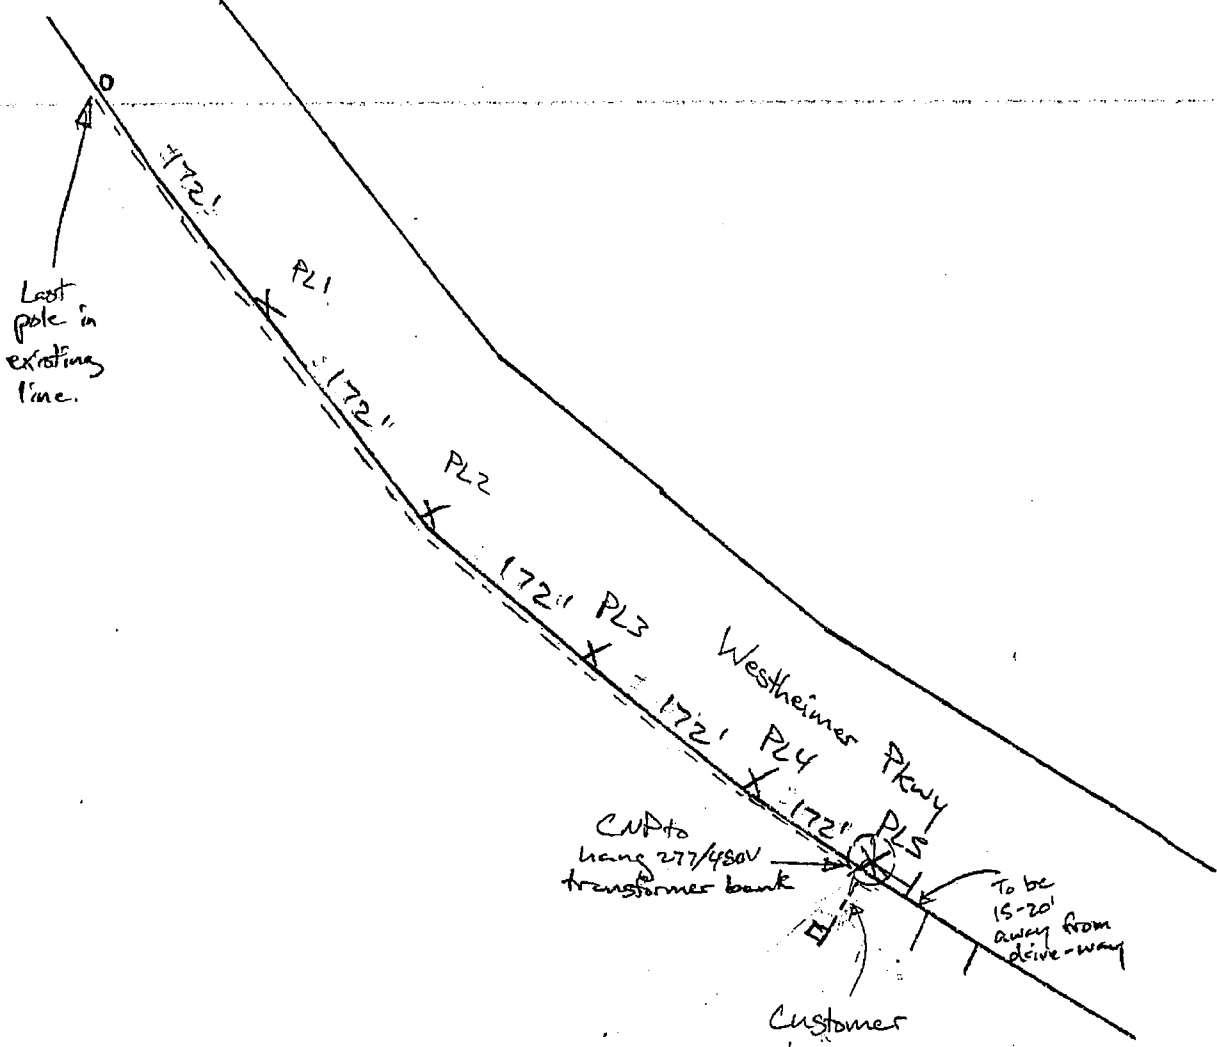 172'
PL1
Last
pole in
existing
line.
172"
PL2
172"
PL3
Westheimer Pkwy
172'
PL4
172"
PL5
CNP to
hang 277/480V
transformer bank
To be
15-20'
away from
drive-way
Customer